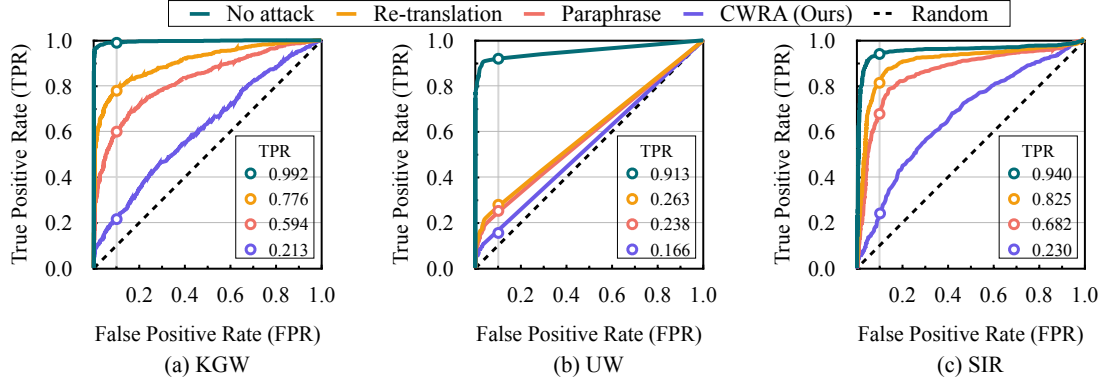 No attack Re-translation Paraphrase CWRA (Ours) Random
True Positive Rate (TPR)
1.0
0.8
0.6
0.4
0.2
0.0
TPR
0.992
0.776
0.594
0.213
0.2 0.4 0.6 0.8 1.0
False Positive Rate (FPR)
(a) KGW
True Positive Rate (TPR)
1.0
0.8
0.6
0.4
0.2
0.0
TPR
0.913
0.263
0.238
0.166
0.2 0.4 0.6 0.8 1.0
False Positive Rate (FPR)
(b) UW
True Positive Rate (TPR)
1.0
0.8
0.6
0.4
0.2
0.0
TPR
0.940
0.825
0.682
0.230
0.2 0.4 0.6 0.8 1.0
False Positive Rate (FPR)
(c) SIR